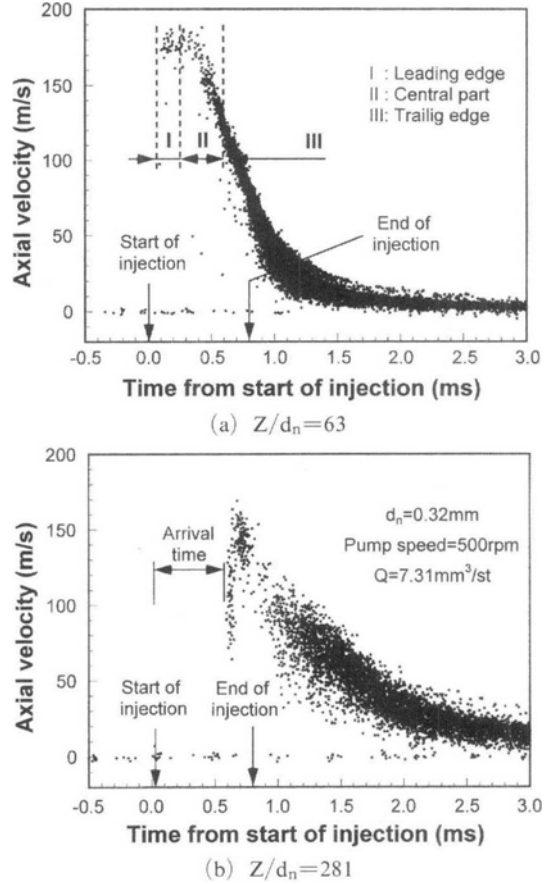 200
150
100
50
0
Axial velocity (m/s)
I : Leading edge
II : Central part
III: Trailig edge
I II III
Start of
injection
End of
injection
-0.5 0.0 0.5 1.0 1.5 2.0 2.5 3.0
Time from start of injection (ms)
(a) Z/dn=63
200
150
100
50
0
Axial velocity (m/s)
Arrival
time
dn=0.32mm
Pump speed=500rpm
Q=7.31mm³/st
Start of
injection
End of
injection
-0.5 0.0 0.5 1.0 1.5 2.0 2.5 3.0
Time from start of injection (ms)
(b) Z/dn=281